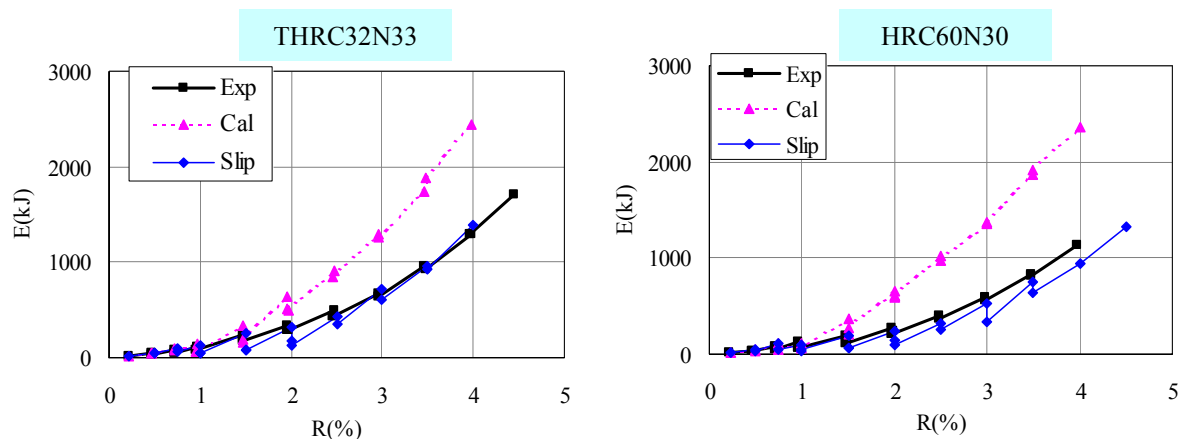 THRC32N33
3000
2000
1000
0
E(kJ)
Exp
Cal
Slip
0 1 2 3 4 5
R(%)
HRC60N30
3000
2000
1000
0
E(kJ)
Exp
Cal
Slip
0 1 2 3 4 5
R(%)